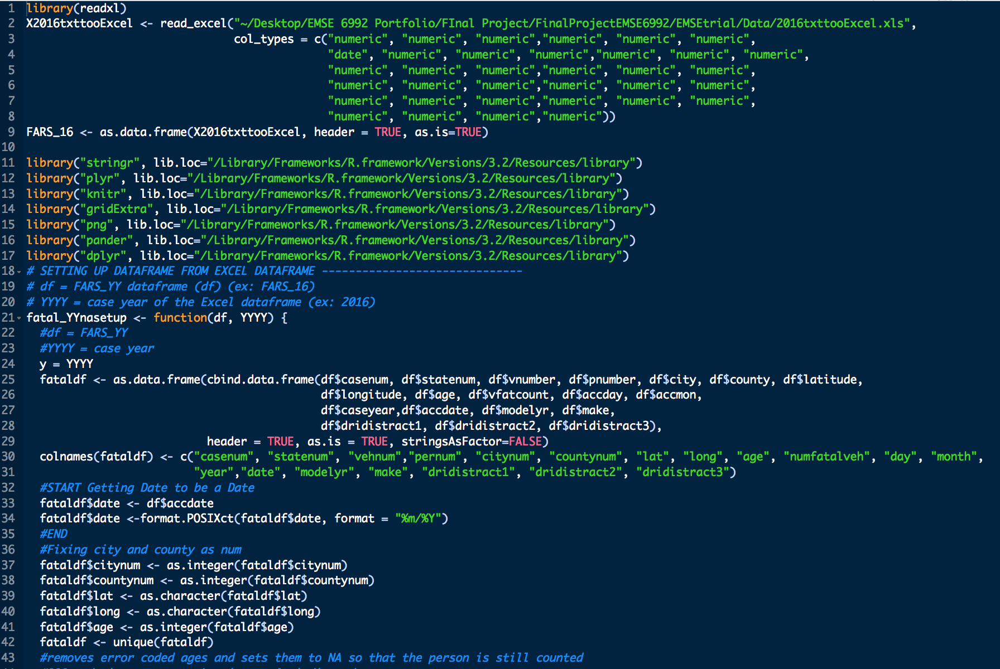 1 library(readxl)
2 X2016txttooExcel <- read_excel("~/Desktop/EMSE 6992 Portfolio/FInal Project/FinalProjectEMSE6992/EMSEtrial/Data/2016txttooExcel.xls",
3 col_types = c("numeric", "numeric", "numeric","numeric", "numeric", "numeric",
4 "date", "numeric", "numeric", "numeric","numeric", "numeric", "numeric",
5 "numeric", "numeric", "numeric","numeric", "numeric", "numeric",
6 "numeric", "numeric", "numeric","numeric", "numeric", "numeric",
7 "numeric", "numeric", "numeric","numeric", "numeric", "numeric",
8 "numeric", "numeric", "numeric","numeric"))
9 FARS_16 <- as.data.frame(X2016txttooExcel, header = TRUE, as.is=TRUE)
10
11 library("stringr", lib.loc="/Library/Frameworks/R.framework/Versions/3.2/Resources/library")
12 library("plyr", lib.loc="/Library/Frameworks/R.framework/Versions/3.2/Resources/library")
13 library("knitr", lib.loc="/Library/Frameworks/R.framework/Versions/3.2/Resources/library")
14 library("gridExtra", lib.loc="/Library/Frameworks/R.framework/Versions/3.2/Resources/library")
15 library("png", lib.loc="/Library/Frameworks/R.framework/Versions/3.2/Resources/library")
16 library("pander", lib.loc="/Library/Frameworks/R.framework/Versions/3.2/Resources/library")
17 library("dplyr", lib.loc="/Library/Frameworks/R.framework/Versions/3.2/Resources/library")
18 # SETTING UP DATAFRAME FROM EXCEL DATAFRAME ------------------------------
19 # df = FARS_YY dataframe (df) (ex: FARS_16)
20 # YYYY = case year of the Excel dataframe (ex: 2016)
21 fatal_YYnasetup <- function(df, YYYY) {
22 #df = FARS_YY
23 #YYYY = case year
24 y = YYYY
25 fataldf <- as.data.frame(cbind.data.frame(df$casenum, df$statenum, df$vnumber, df$pnumber, df$city, df$county, df$latitude,
26 df$longitude, df$age, df$vfatcount, df$accday, df$accmon,
27 df$caseyear,df$accdate, df$modelyr, df$make,
28 df$dridistract1, df$dridistract2, df$dridistract3),
29 header = TRUE, as.is = TRUE, stringsAsFactor=FALSE)
30 colnames(fataldf) <- c("casenum", "statenum", "vehnum","pernum", "citynum", "countynum", "lat", "long", "age", "numfatalveh", "day", "month",
31 "year","date", "modelyr", "make", "dridistract1", "dridistract2", "dridistract3")
32 #START Getting Date to be a Date
33 fataldf$date <- df$accdate
34 fataldf$date <-format.POSIXct(fataldf$date, format = "%m/%Y")
35 #END
36 #Fixing city and county as num
37 fataldf$citynum <- as.integer(fataldf$citynum)
38 fataldf$countynum <- as.integer(fataldf$countynum)
39 fataldf$lat <- as.character(fataldf$lat)
40 fataldf$long <- as.character(fataldf$long)
41 fataldf$age <- as.integer(fataldf$age)
42 fataldf <- unique(fataldf)
43 #removes error coded ages and sets them to NA so that the person is still counted